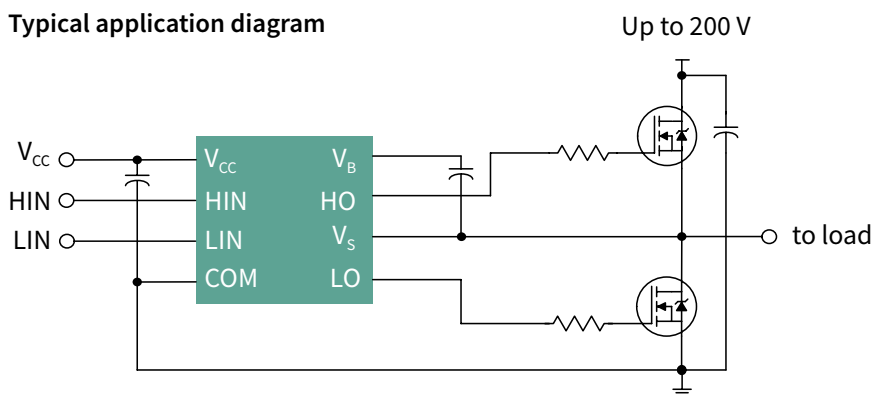 Typical application diagram
Up to 200 V
VCC
VCC
VB
HIN
HIN
HO
LIN
LIN
VS
to load
COM
LO